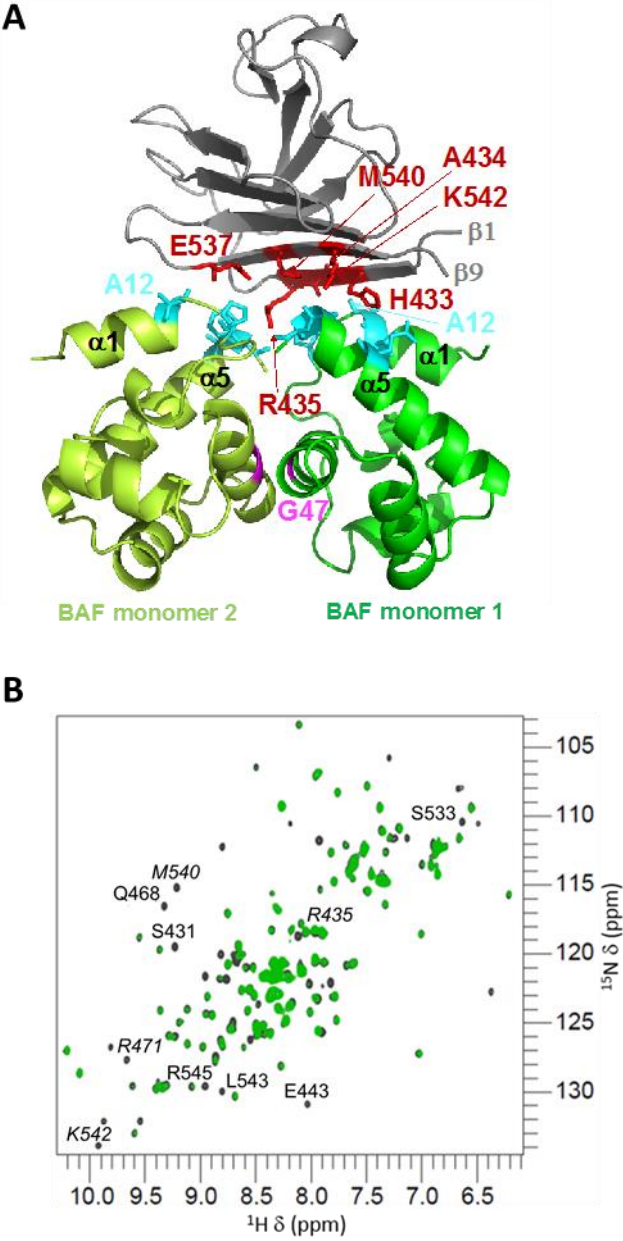 A
A434
M540
K542
E537
β1
β9
A12
H433
A12
α1
α1
α5
α5
R435
G47
BAF monomer 2
BAF monomer 1
B
105
S533
110
M540
Q468
115
R435
S431
120
¹⁵N δ (ppm)
125
R471
R545
L543
E443
130
K542
10.0 9.5 9.0 8.5 8.0 7.5 7.0 6.5
¹H δ (ppm)